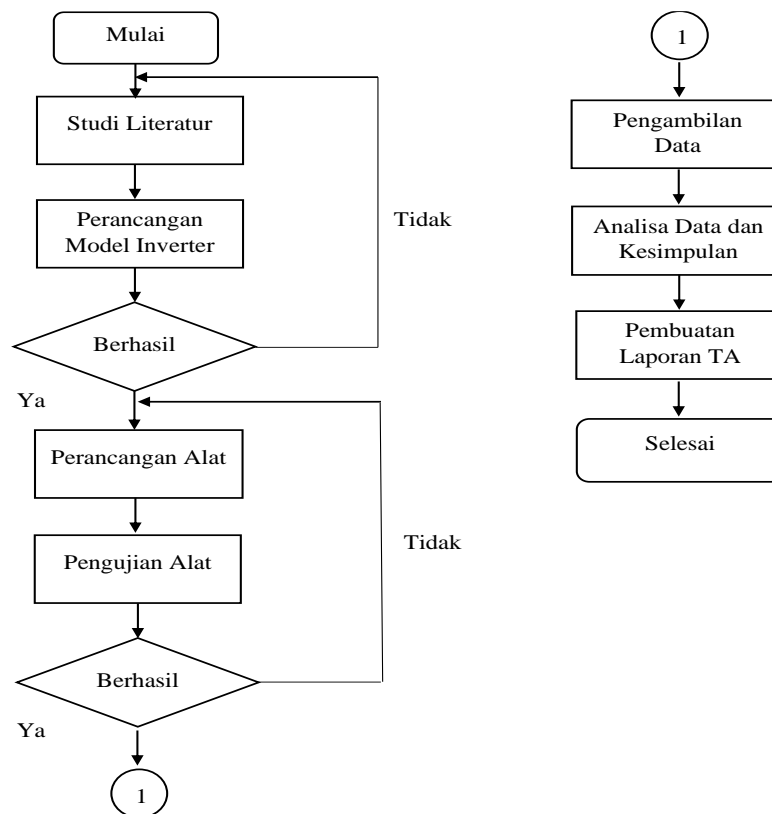 Mulai
Studi Literatur
Perancangan
Model Inverter
Tidak
Berhasil
Ya
Perancangan Alat
Pengujian Alat
Tidak
Berhasil
Ya
1
1
Pengambilan
Data
Analisa Data dan
Kesimpulan
Pembuatan
Laporan TA
Selesai